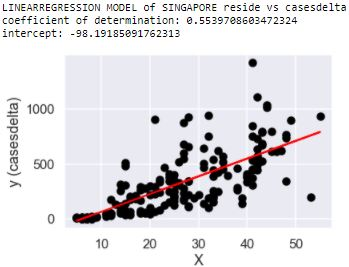 LINEARREGRESSION MODEL of SINGAPORE reside vs casesdelta
coefficient of determination: 0.5539708603472324
intercept: -98.19185091762313
y (casesdelta)
1000
500
0
10 20 30 40 50
X